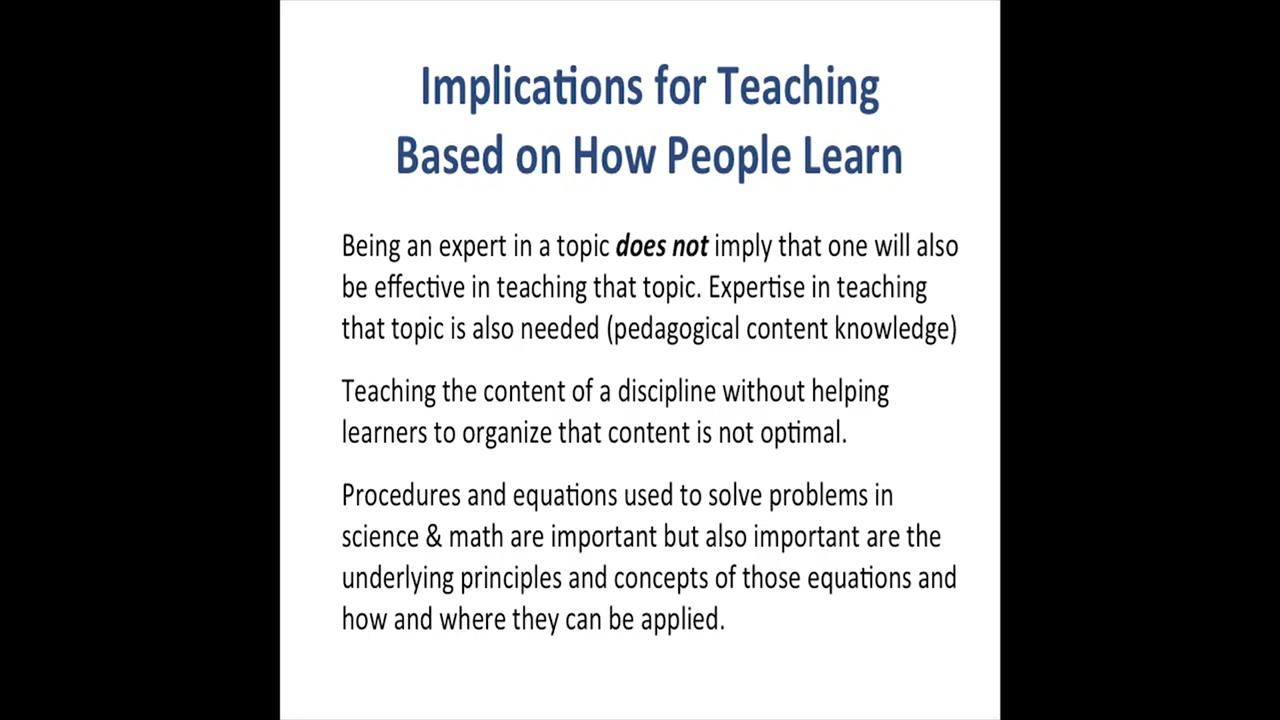 Implications for Teaching
Based on How People Learn
Being an expert in a topic does not imply that one will also
be effective in teaching that topic. Expertise in teaching
that topic is also needed (pedagogical content knowledge)
Teaching the content of a discipline without helping
learners to organize that content is not optimal.
Procedures and equations used to solve problems in
science & math are important but also important are the
underlying principles and concepts of those equations and
how and where they can be applied.